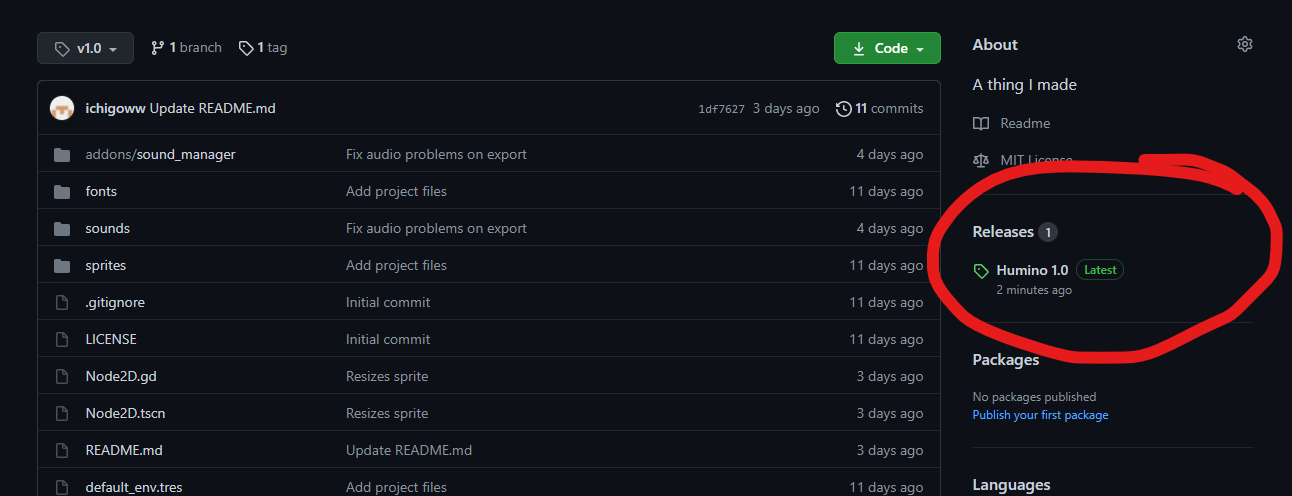 v1.0 1 branch 1 tag Code
ichigoww Update README.md 1df7627 3 days ago 11 commits
addons/sound_manager Fix audio problems on export 4 days ago
fonts Add project files 11 days ago
sounds Fix audio problems on export 4 days ago
sprites Add project files 11 days ago
.gitignore Initial commit 11 days ago
LICENSE Initial commit 11 days ago
Node2D.gd Resizes sprite 3 days ago
Node2D.tscn Resizes sprite 3 days ago
README.md Update README.md 3 days ago
default_env.tres Add project files 11 days ago
About
A thing I made
Readme
MIT License
Releases 1
Humino 1.0 Latest
2 minutes ago
Packages
No packages published
Publish your first package
Languages